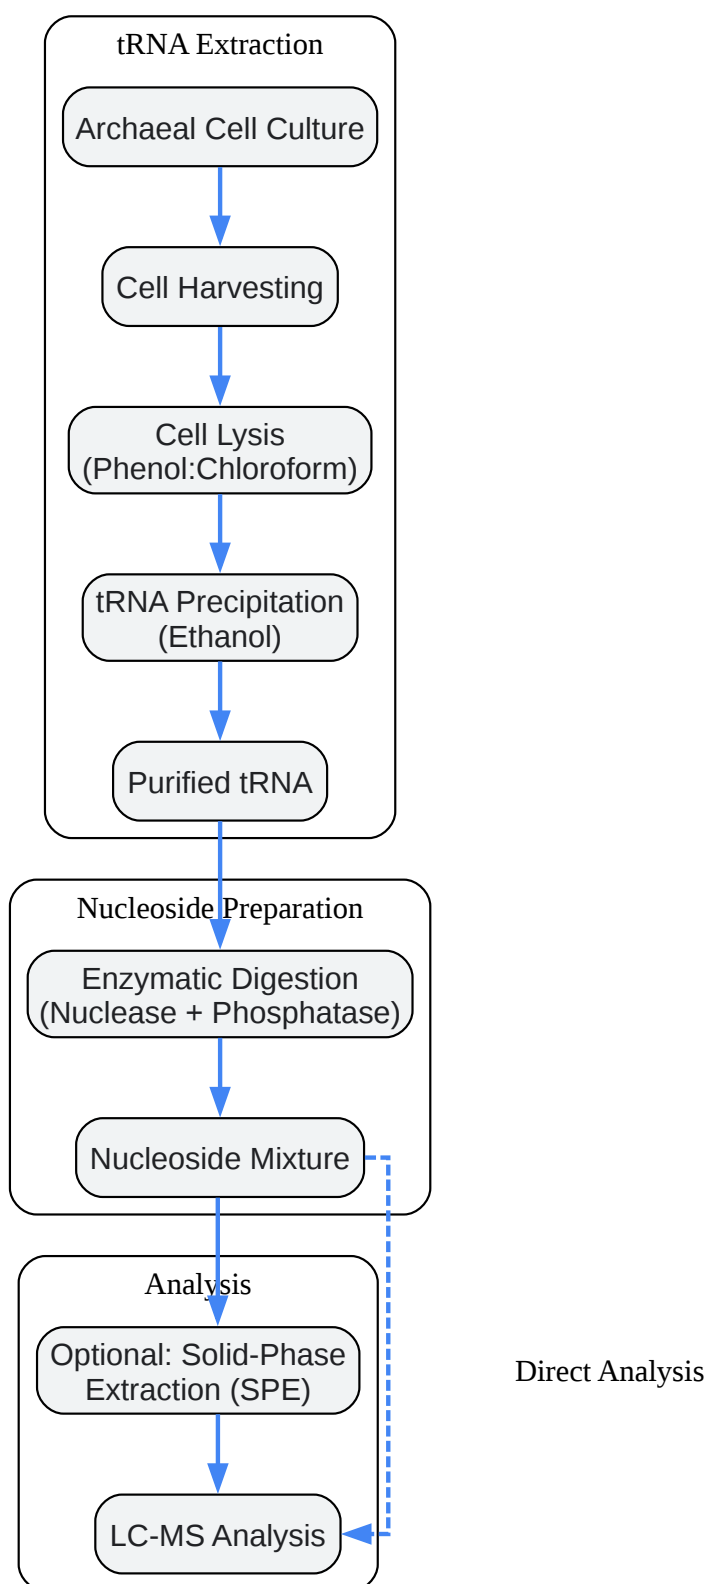 tRNA Extraction
Archaeal Cell Culture
Cell Harvesting
Cell Lysis
(Phenol:Chloroform)
tRNA Precipitation
(Ethanol)
Purified tRNA
Nucleoside Preparation
Enzymatic Digestion
(Nuclease + Phosphatase)
Nucleoside Mixture
Analysis
Optional: Solid-Phase
Extraction (SPE)
Direct Analysis
LC-MS Analysis